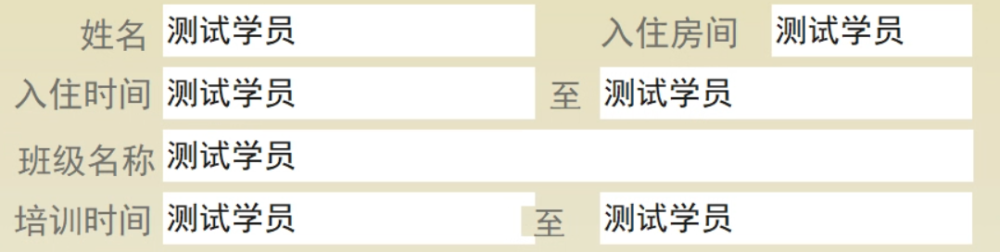 姓名 测试学员 入住房间 测试学员
入住时间 测试学员 至 测试学员
班级名称 测试学员
培训时间 测试学员 至 测试学员